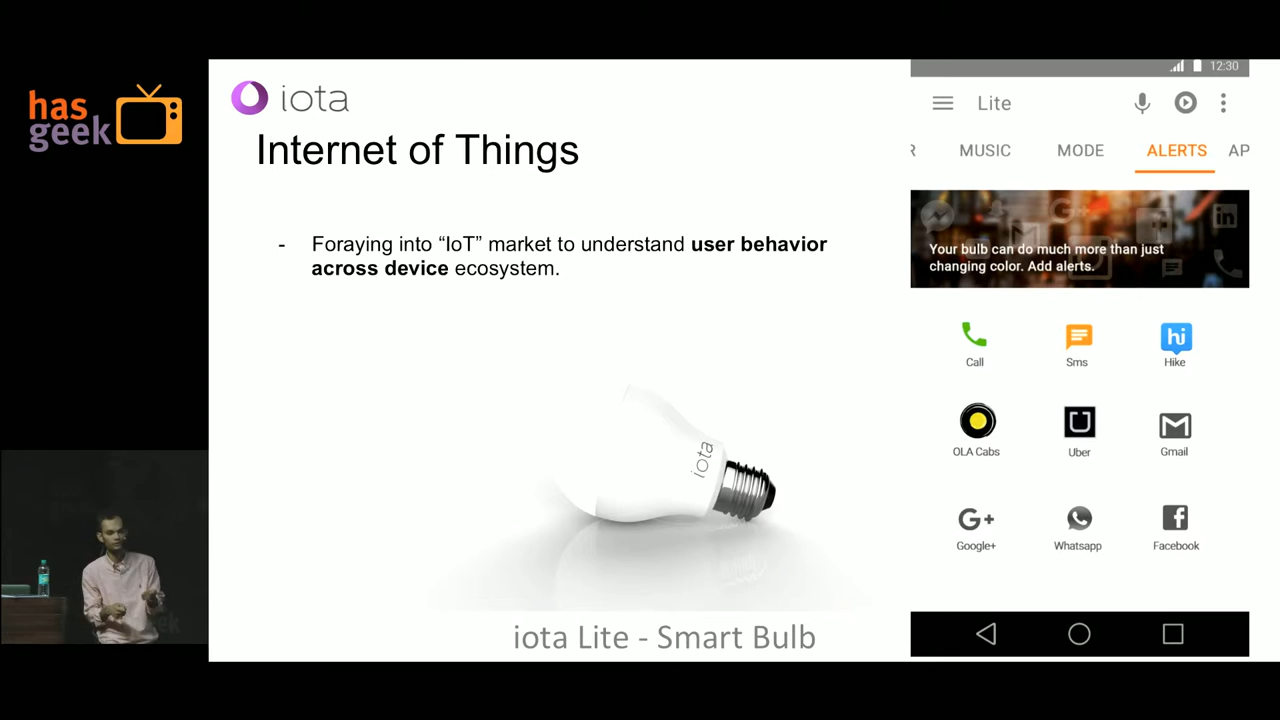 has
geek
iota
Internet of Things
- Foraying into “IoT” market to understand user behavior
across device ecosystem.
iota
iota Lite - Smart Bulb
12:30
Lite
R MUSIC MODE ALERTS AP
Your bulb can do much more than just
changing color. Add alerts.
in
G+
hi
Call Sms Hike
OLA Cabs Uber Gmail
G+
Google+ Whatsapp Facebook